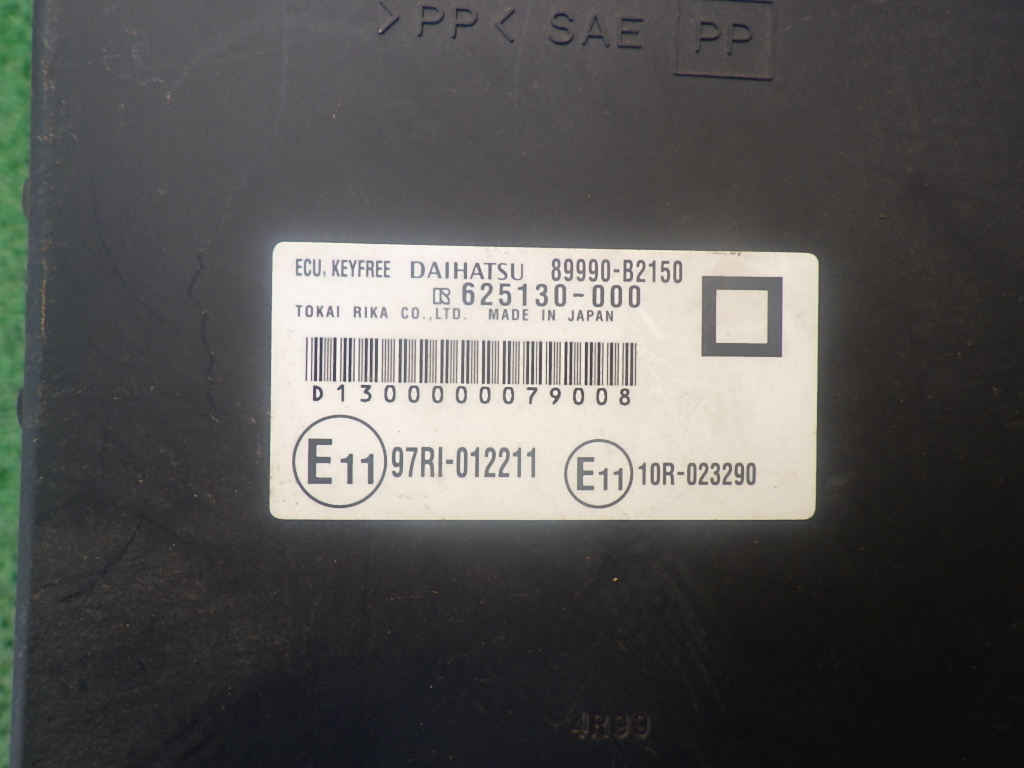 >PP< SAE PP
ECU, KEYFREE DAIHATSU 89990-B2150
R 625130-000
TOKAI RIKA CO.,LTD. MADE IN JAPAN
D1300000079008
E11 97RI-012211 E11 10R-023290
4R99